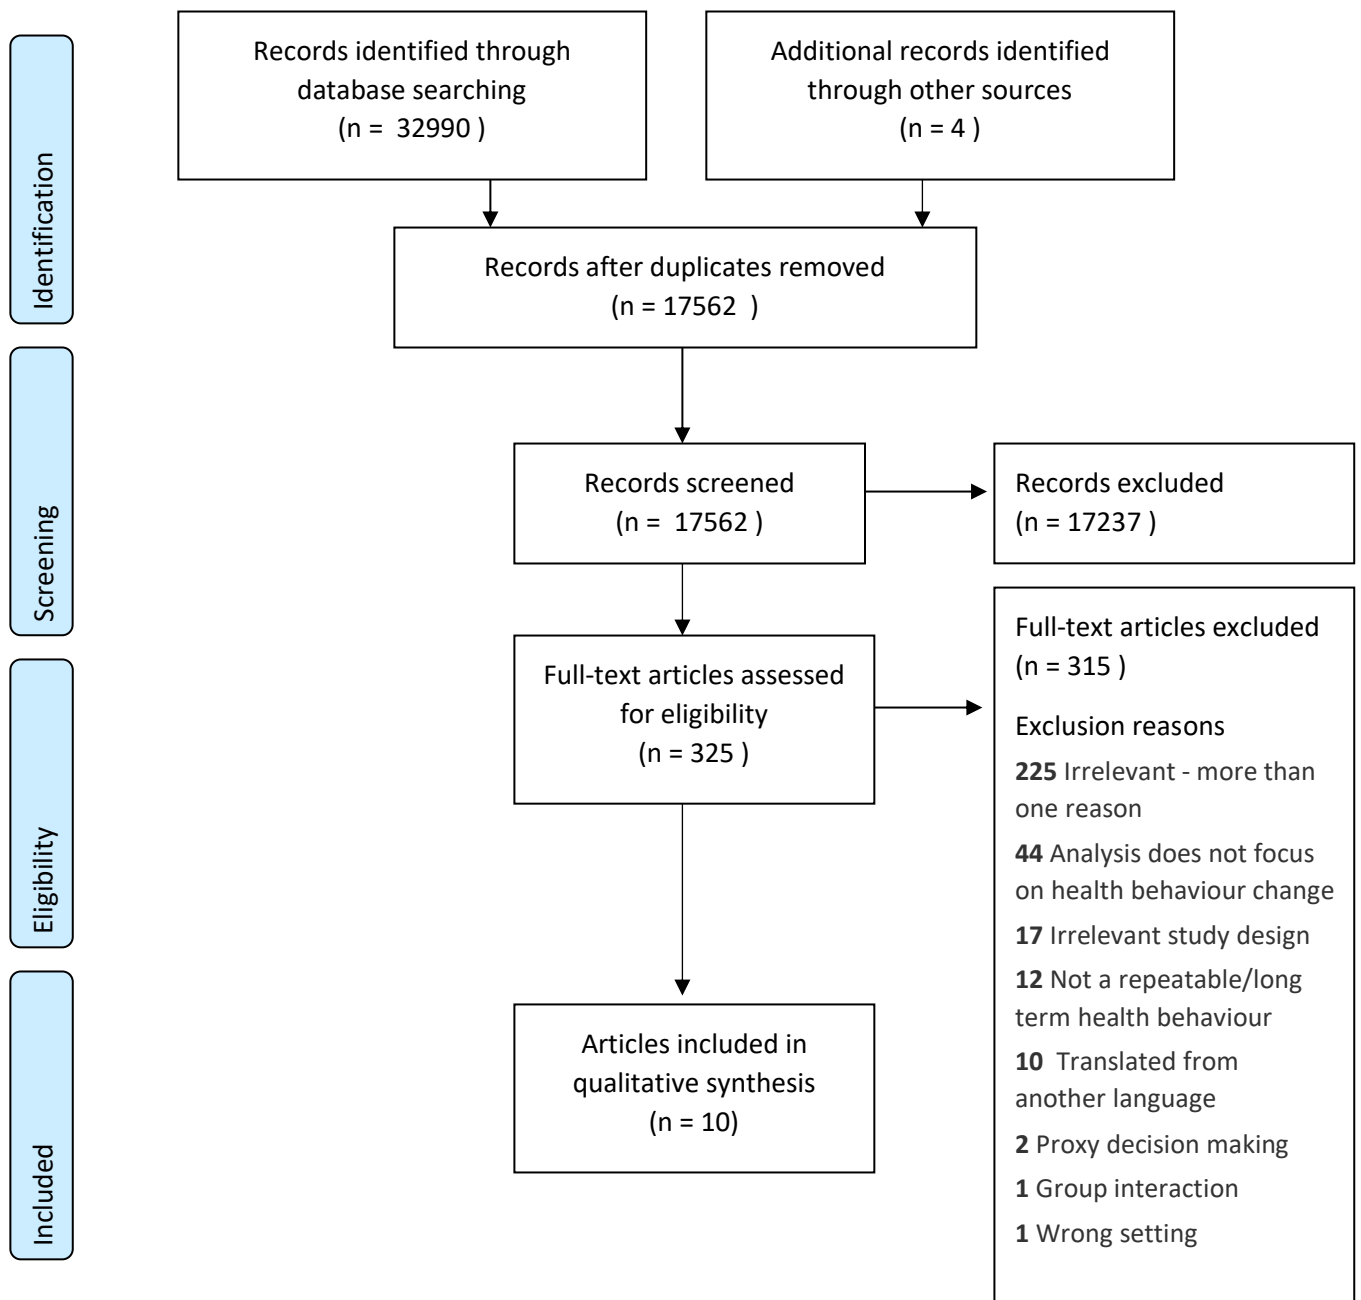 Identification
Records identified through
database searching
(n =  32990 )
Additional records identified
through other sources
(n = 4 )
Records after duplicates removed
(n = 17562  )
Screening
Records screened
(n =  17562 )
Records excluded
(n = 17237 )
Eligibility
Full-text articles assessed
for eligibility
(n = 325 )
Full-text articles excluded
(n = 315 )
Exclusion reasons
225 Irrelevant - more than
one reason
44 Analysis does not focus
on health behaviour change
17 Irrelevant study design
12 Not a repeatable/long
term health behaviour
10  Translated from
another language
2 Proxy decision making
1 Group interaction
1 Wrong setting
Included
Articles included in
qualitative synthesis
(n = 10)